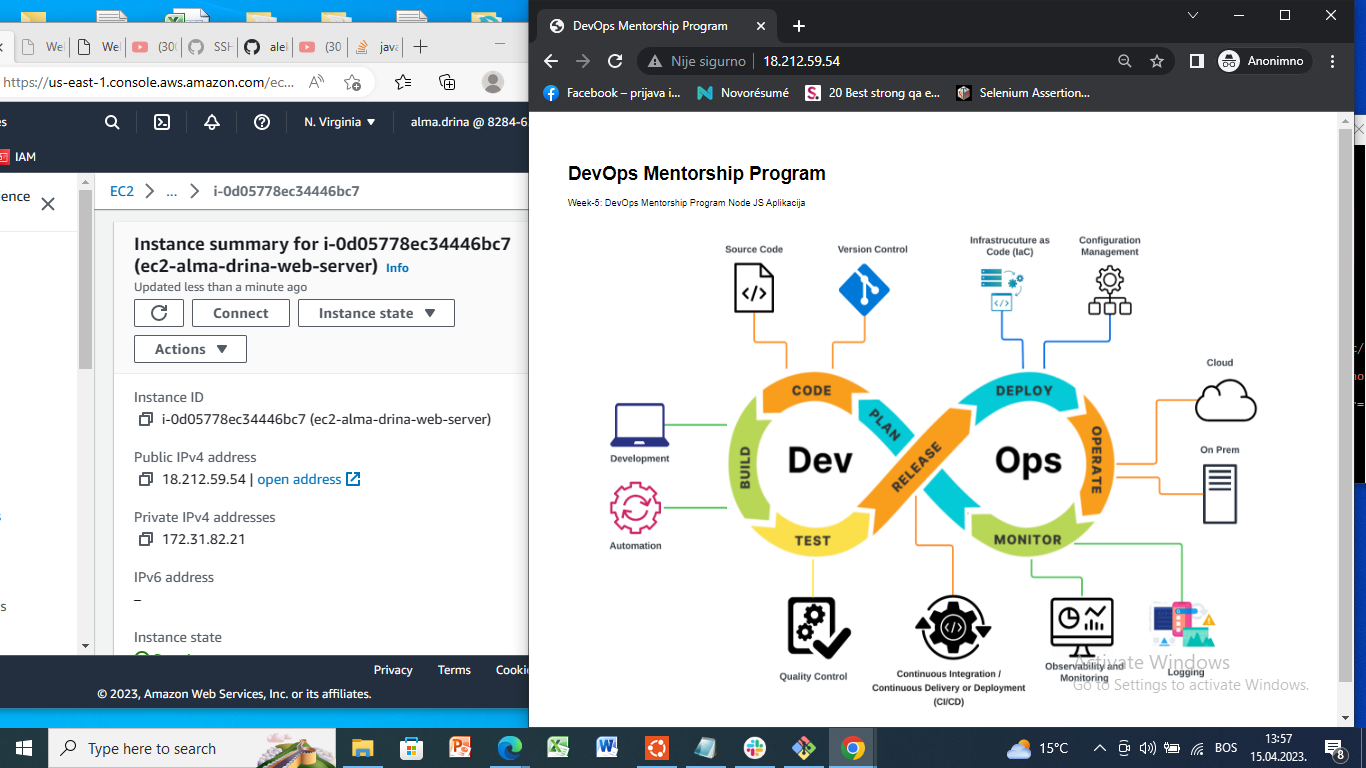 Wel
Wel
(30(
SSH
alel
(30
java
https://us-east-1.console.aws.amazon.com/ec...
es
N. Virginia
alma.drina @ 8284-6
IAM
ence
EC2
...
i-0d05778ec34446bc7
Instance summary for i-0d05778ec34446bc7
(ec2-alma-drina-web-server) Info
Updated less than a minute ago
Connect
Instance state
Actions
Instance ID
i-0d05778ec34446bc7 (ec2-alma-drina-web-server)
Public IPv4 address
18.212.59.54 | open address
Private IPv4 addresses
172.31.82.21
IPv6 address
–
Instance state
Privacy
Terms
Cooki
© 2023, Amazon Web Services, Inc. or its affiliates.
DevOps Mentorship Program
Nije sigurno
18.212.59.54
Anonimno
Facebook – prijava i...
Novorésumé
20 Best strong qa e...
Selenium Assertion...
DevOps Mentorship Program
Week-5: DevOps Mentorship Program Node JS Aplikacija
Source Code
Version Control
Infrastrucuture as
Code (IaC)
Configuration
Management
Cloud
On Prem
Development
Automation
CODE
PLAN
BUILD
Dev
TEST
RELEASE
DEPLOY
Ops
OPERATE
MONITOR
Quality Control
Continuous Integration /
Continuous Delivery or Deployment
(CI/CD)
Observability and
Monitoring
Logging
Activate Windows
Go to Settings to activate Windows.
Type here to search
15°C
BOS
13:57
15.04.2023.
8